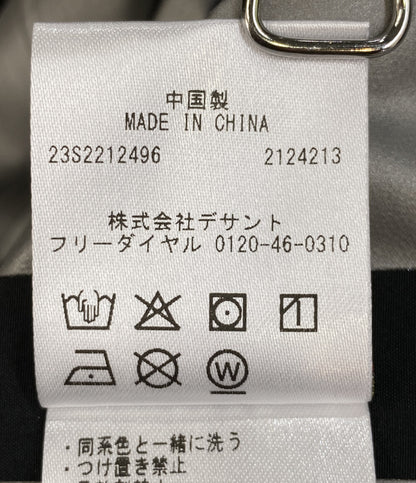 中国製
MADE IN CHINA
23S2212496 2124213
株式会社デサント
フリーダイヤル 0120-46-0310
W
・同系色と一緒に洗う
・つけ置き禁止